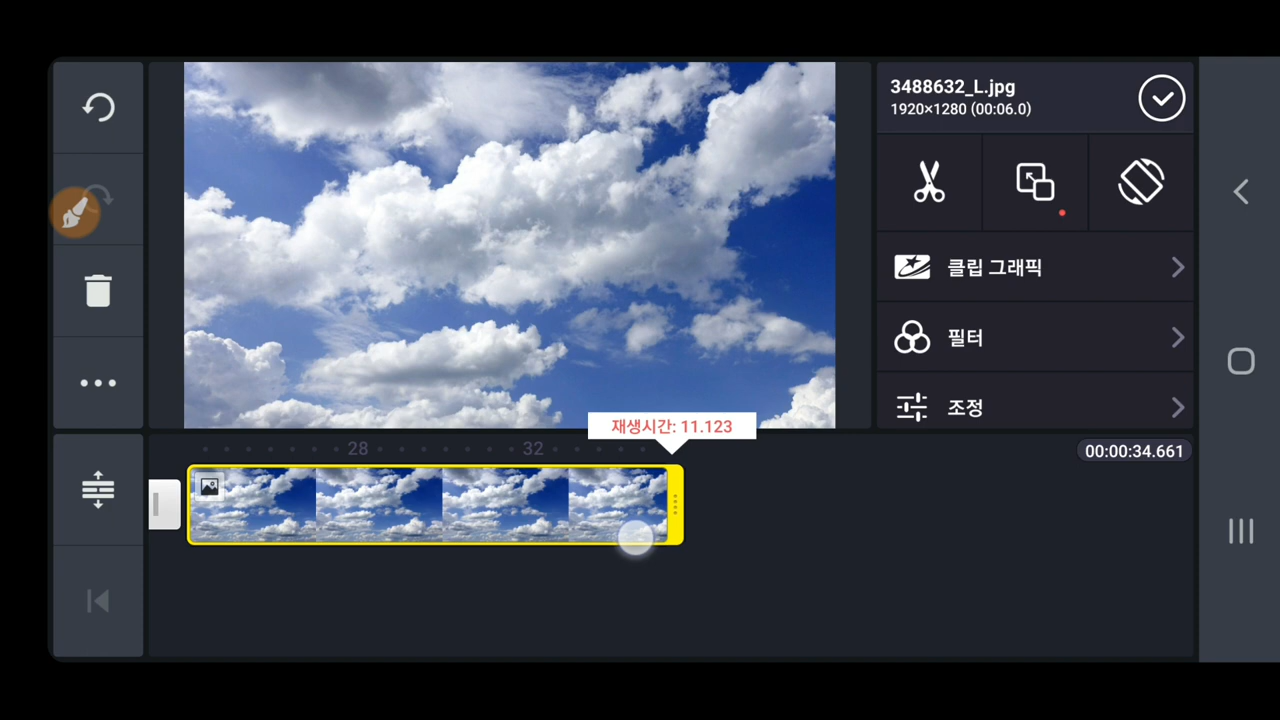 3488632_L.jpg
1920×1280 (00:06.0)
클립 그래픽
필터
조정
재생시간: 11.123
28
32
00:00:34.661